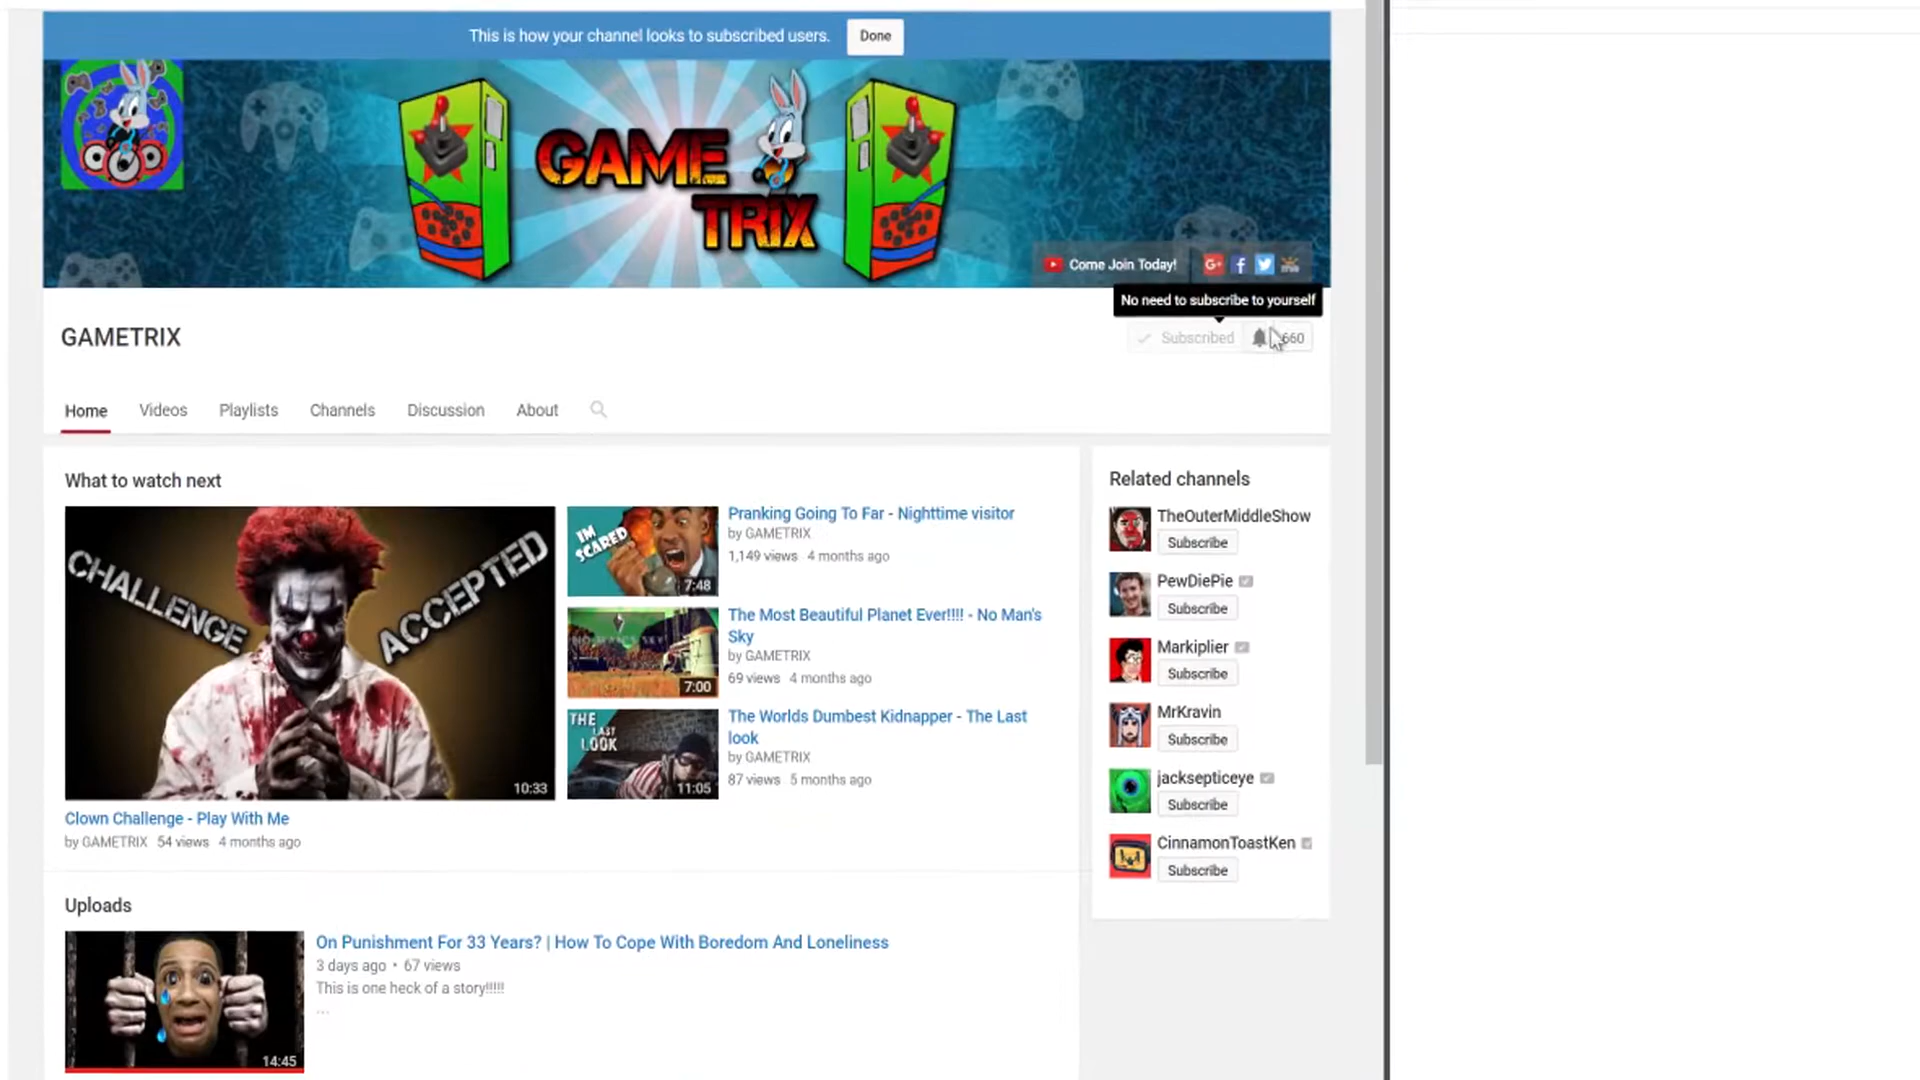 This is how your channel looks to subscribed users. Done
GAME
TRIX
Come Join Today!
No need to subscribe to yourself
GAMETRIX
Subscribed 660
Home Videos Playlists Channels Discussion About
What to watch next
CHALLENGE ACCEPTED
10:33
Clown Challenge - Play With Me
by GAMETRIX 54 views 4 months ago
IM
SCARED
7:48
Pranking Going To Far - Nighttime visitor
by GAMETRIX
1,149 views 4 months ago
NO MAN'S SKY
7:00
The Most Beautiful Planet Ever!!!! - No Man's
Sky
by GAMETRIX
69 views 4 months ago
THE
LAST
LOOK
11:05
The Worlds Dumbest Kidnapper - The Last
look
by GAMETRIX
87 views 5 months ago
Related channels
TheOuterMiddleShow
Subscribe
PewDiePie
Subscribe
Markiplier
Subscribe
MrKravin
Subscribe
jacksepticeye
Subscribe
CinnamonToastKen
Subscribe
Uploads
14:45
On Punishment For 33 Years? | How To Cope With Boredom And Loneliness
3 days ago • 67 views
This is one heck of a story!!!!!
...